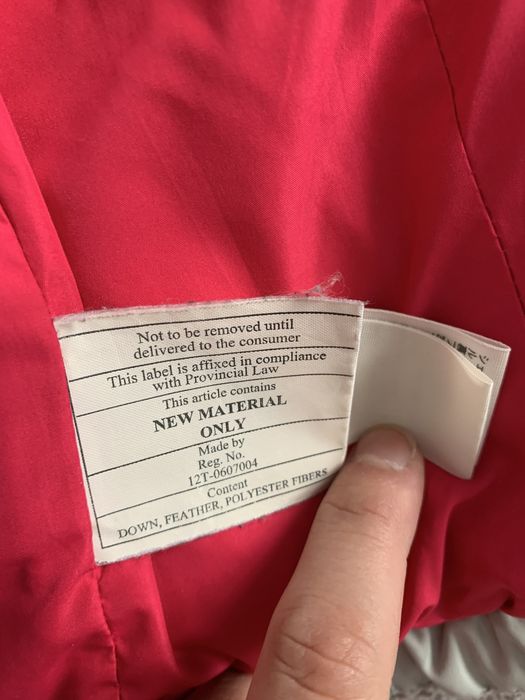 Not to be removed until
delivered to the consumer
This label is affixed in compliance
with Provincial Law
This article contains
NEW MATERIAL
ONLY
Made by
Reg. No.
12T-0607004
Content
DOWN, FEATHER, POLYESTER FIBERS